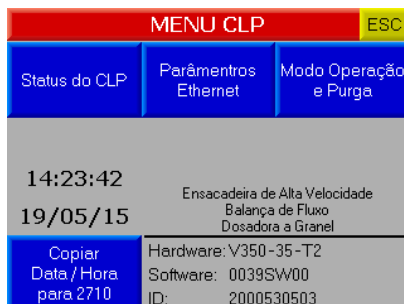 MENU CLP
ESC
Status do CLP
Parâmentros
Ethernet
Modo Operação
e Purga
14:23:42
19/05/15
Ensacadeira de Alta Velocidade
Balança de Fluxo
Dosadora a Granel
Copiar
Data / Hora
para 2710
Hardware: V350-35-T2
Software: 0039SW00
ID: 2000530503